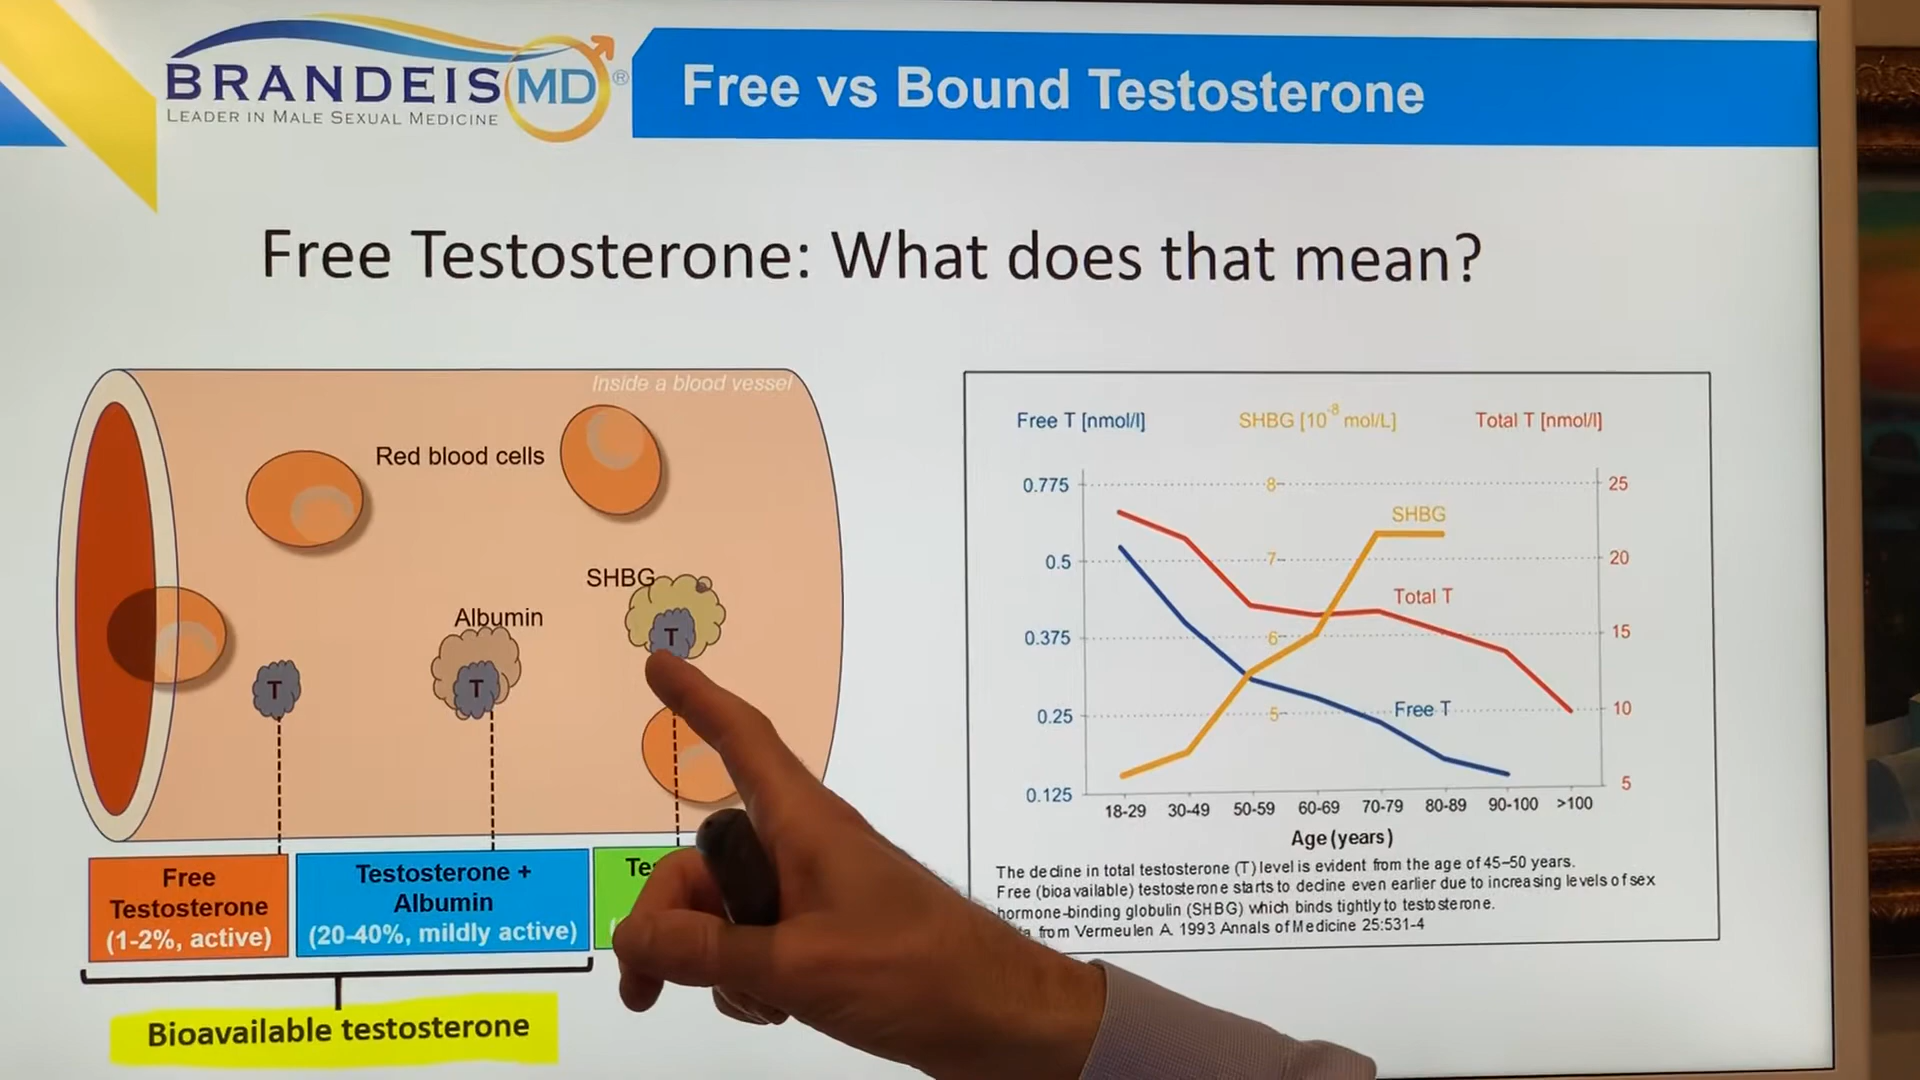 BRANDEIS MD ®
LEADER IN MALE SEXUAL MEDICINE
Free vs Bound Testosterone
Free Testosterone: What does that mean?
Inside a blood vessel
Red blood cells
SHBG
Albumin
T
T
T
Free
Testosterone
(1-2%, active)
Testosterone +
Albumin
(20-40%, mildly active)
Te
Bioavailable testosterone
Free T [nmol/l]
SHBG [10-8 mol/L]
Total T [nmol/l]
0.775
0.5
0.375
0.25
0.125
8
7
6
5
25
20
15
10
5
SHBG
Total T
Free T
18-29 30-49 50-59 60-69 70-79 80-89 90-100 >100
Age (years)
The decline in total testosterone (T) level is evident from the age of 45–50 years.
Free (bioavailable) testosterone starts to decline even earlier due to increasing levels of sex
hormone-binding globulin (SHBG) which binds tightly to testosterone.
from Vermeulen A. 1993 Annals of Medicine 25:531-4